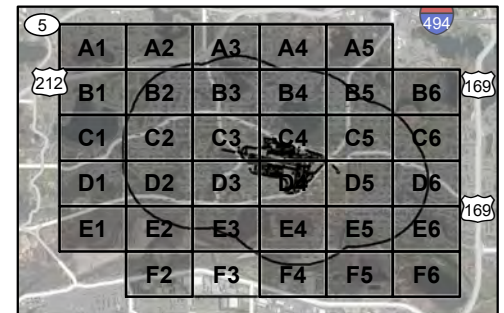 5
494
A1 A2 A3 A4 A5
212
169
B1 B2 B3 B4 B5 B6
C1 C2 C3 C4 C5 C6
D1 D2 D3 D4 D5 D6
169
E1 E2 E3 E4 E5 E6
F2 F3 F4 F5 F6